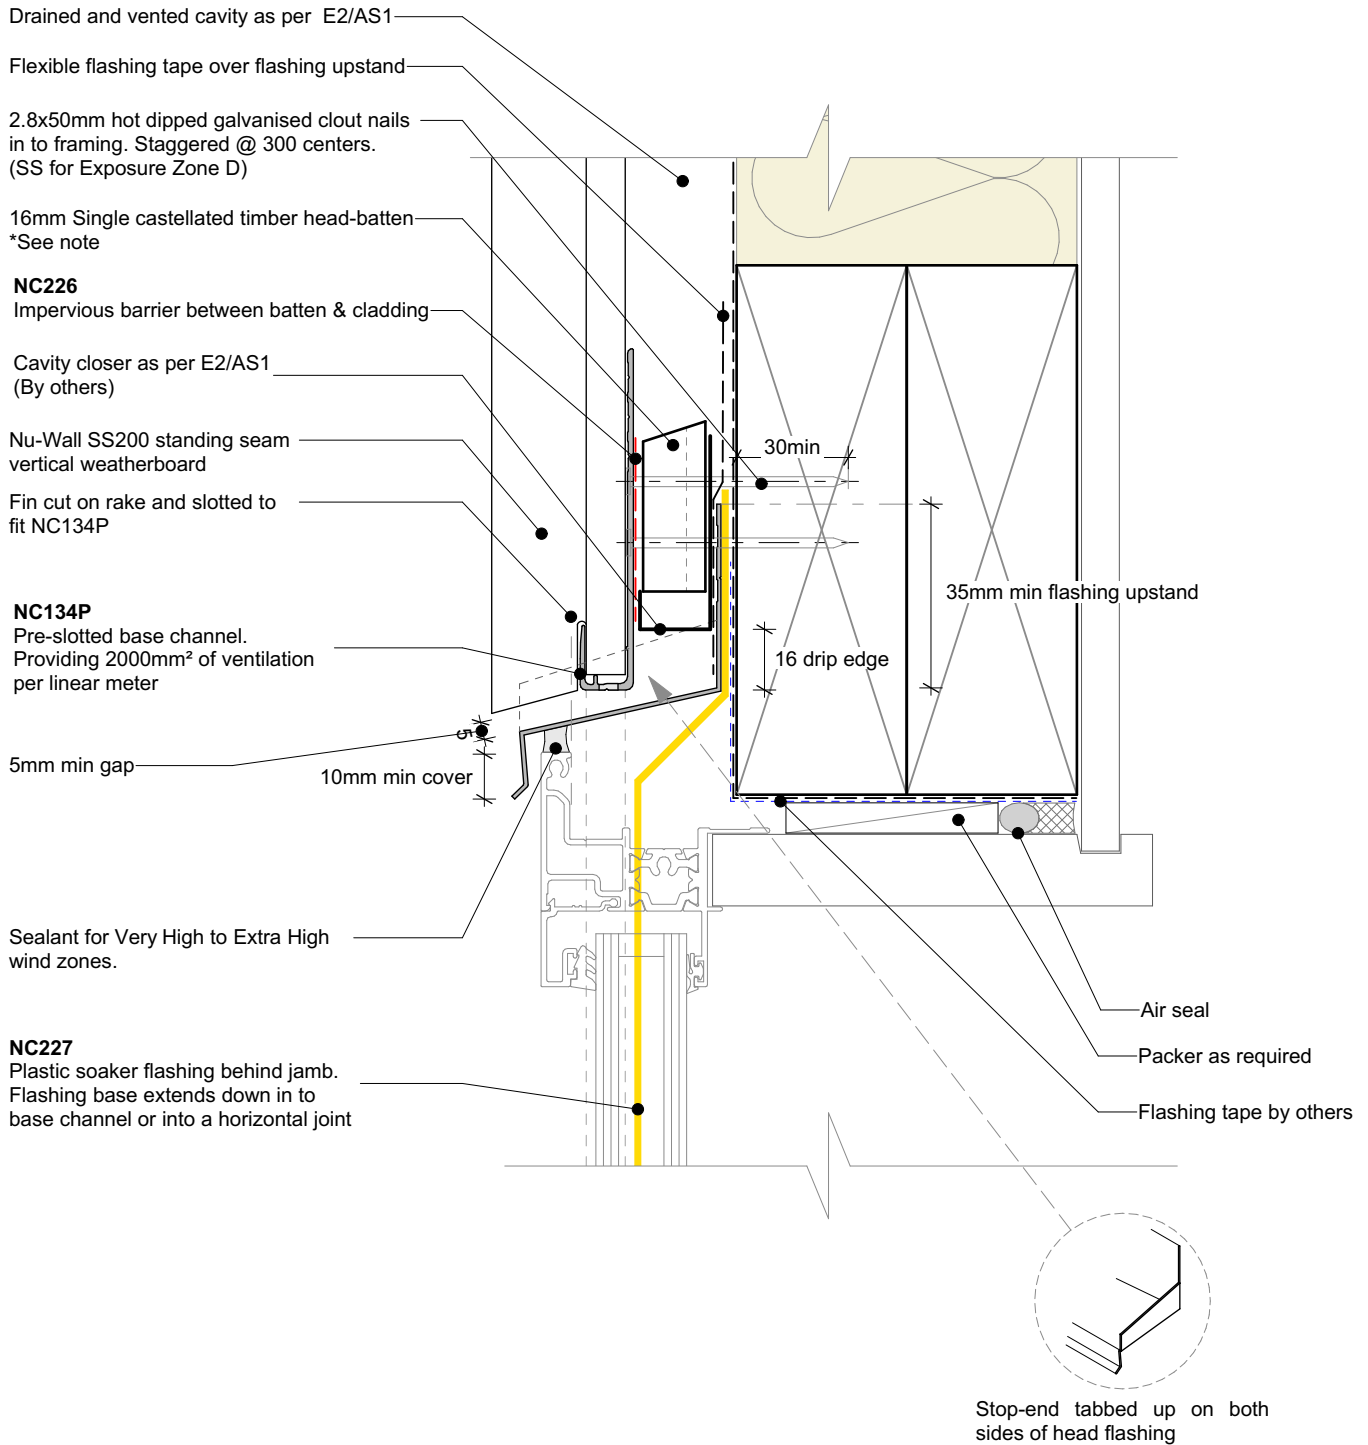 Drained and vented cavity as per E2/AS1
Flexible flashing tape over flashing upstand
2.8x50mm hot dipped galvanised clout nails
in to framing. Staggered @ 300 centers.
(SS for Exposure Zone D)
16mm Single castellated timber head-batten
*See note
NC226
Impervious barrier between batten & cladding
Cavity closer as per E2/AS1
(By others)
Nu-Wall SS200 standing seam
vertical weatherboard
Fin cut on rake and slotted to
fit NC134P
NC134P
Pre-slotted base channel.
Providing 2000mm² of ventilation
per linear meter
5mm min gap
5
10mm min cover
30min
35mm min flashing upstand
16 drip edge
Sealant for Very High to Extra High
wind zones.
NC227
Plastic soaker flashing behind jamb.
Flashing base extends down in to
base channel or into a horizontal joint
Air seal
Packer as required
Flashing tape by others
Stop-end tabbed up on both
sides of head flashing